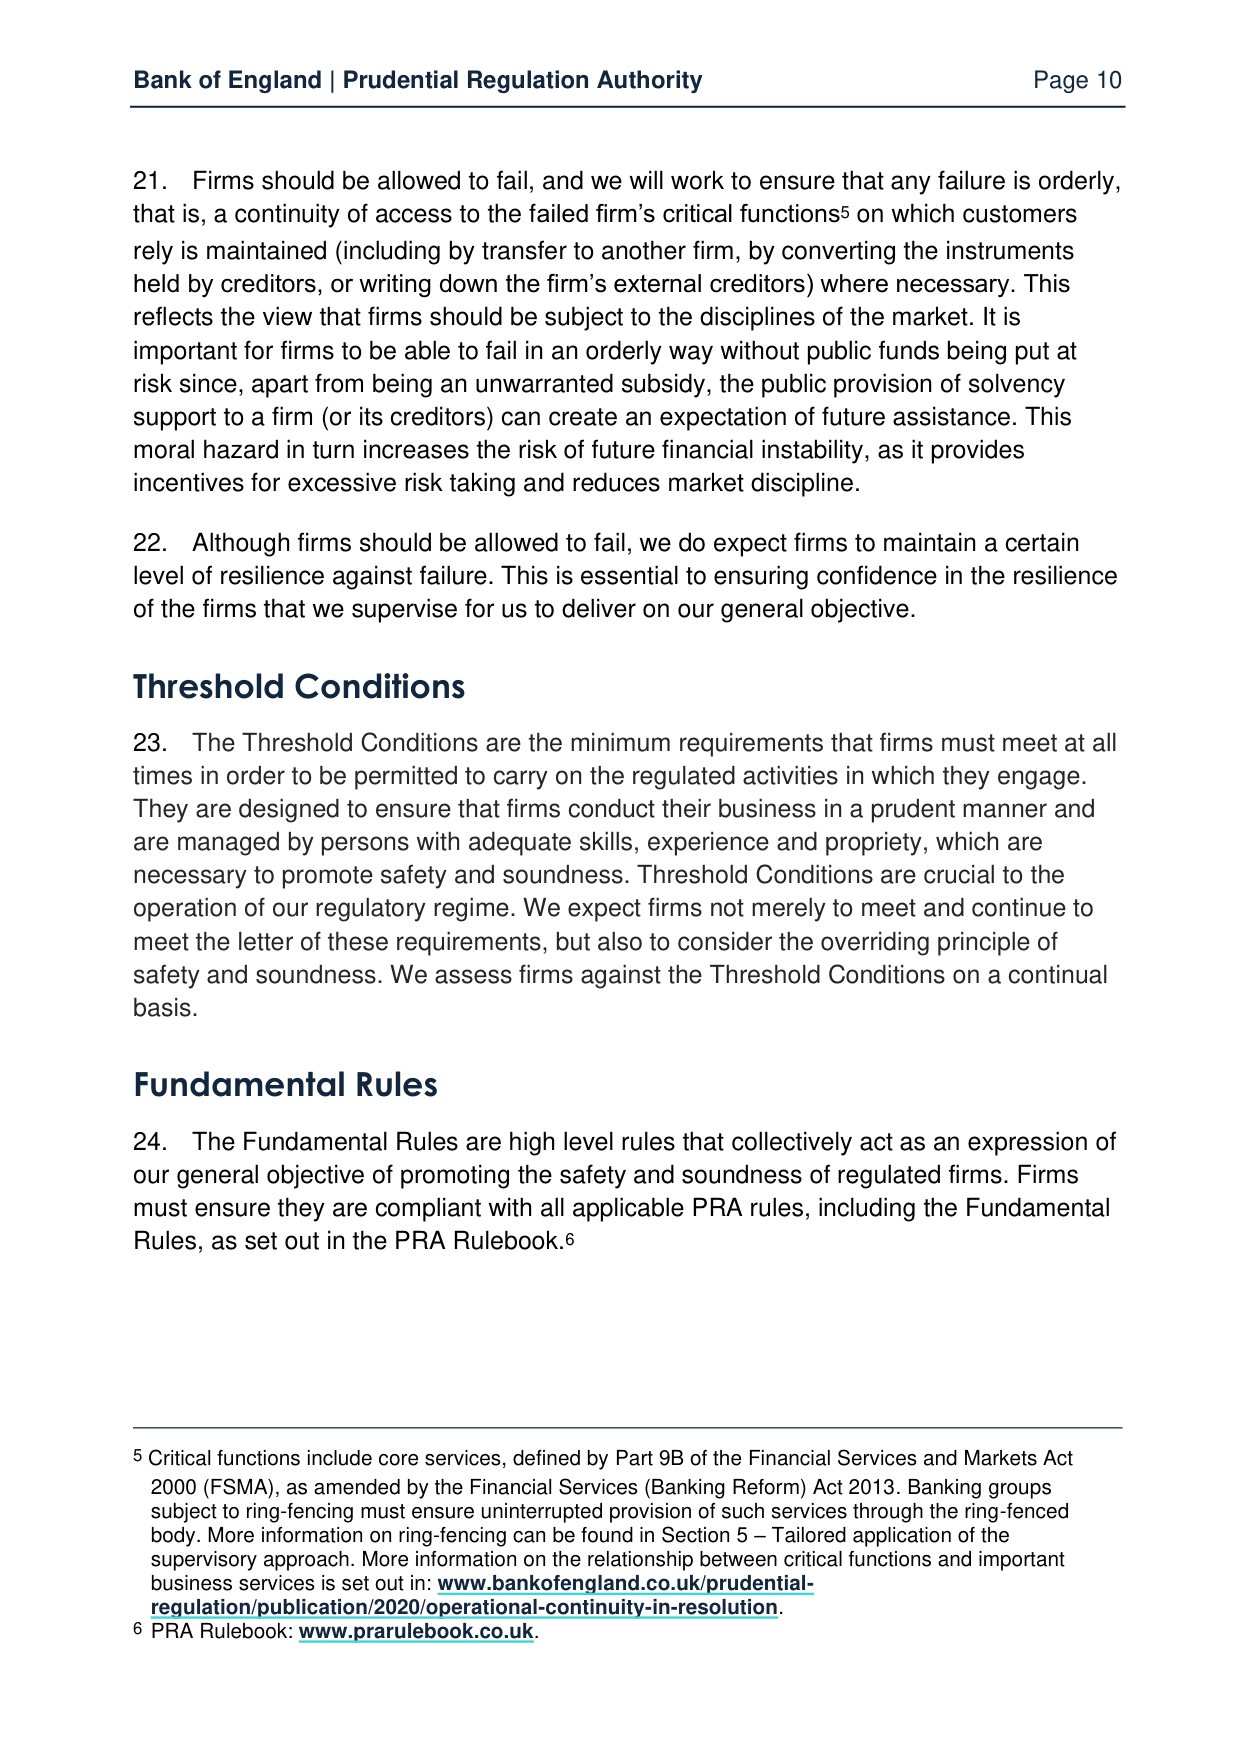 Bank of England | Prudential Regulation Authority Page 10
21. Firms should be allowed to fail, and we will work to ensure that any failure is orderly,
that is, a continuity of access to the failed firm’s critical functions5 on which customers
rely is maintained (including by transfer to another firm, by converting the instruments
held by creditors, or writing down the firm’s external creditors) where necessary. This
reflects the view that firms should be subject to the disciplines of the market. It is
important for firms to be able to fail in an orderly way without public funds being put at
risk since, apart from being an unwarranted subsidy, the public provision of solvency
support to a firm (or its creditors) can create an expectation of future assistance. This
moral hazard in turn increases the risk of future financial instability, as it provides
incentives for excessive risk taking and reduces market discipline.
22. Although firms should be allowed to fail, we do expect firms to maintain a certain
level of resilience against failure. This is essential to ensuring confidence in the resilience
of the firms that we supervise for us to deliver on our general objective.
Threshold Conditions
23. The Threshold Conditions are the minimum requirements that firms must meet at all
times in order to be permitted to carry on the regulated activities in which they engage.
They are designed to ensure that firms conduct their business in a prudent manner and
are managed by persons with adequate skills, experience and propriety, which are
necessary to promote safety and soundness. Threshold Conditions are crucial to the
operation of our regulatory regime. We expect firms not merely to meet and continue to
meet the letter of these requirements, but also to consider the overriding principle of
safety and soundness. We assess firms against the Threshold Conditions on a continual
basis.
Fundamental Rules
24. The Fundamental Rules are high level rules that collectively act as an expression of
our general objective of promoting the safety and soundness of regulated firms. Firms
must ensure they are compliant with all applicable PRA rules, including the Fundamental
Rules, as set out in the PRA Rulebook.6
5 Critical functions include core services, defined by Part 9B of the Financial Services and Markets Act
2000 (FSMA), as amended by the Financial Services (Banking Reform) Act 2013. Banking groups
subject to ring-fencing must ensure uninterrupted provision of such services through the ring-fenced
body. More information on ring-fencing can be found in Section 5 – Tailored application of the
supervisory approach. More information on the relationship between critical functions and important
business services is set out in: www.bankofengland.co.uk/prudential-
regulation/publication/2020/operational-continuity-in-resolution.
6 PRA Rulebook: www.prarulebook.co.uk.